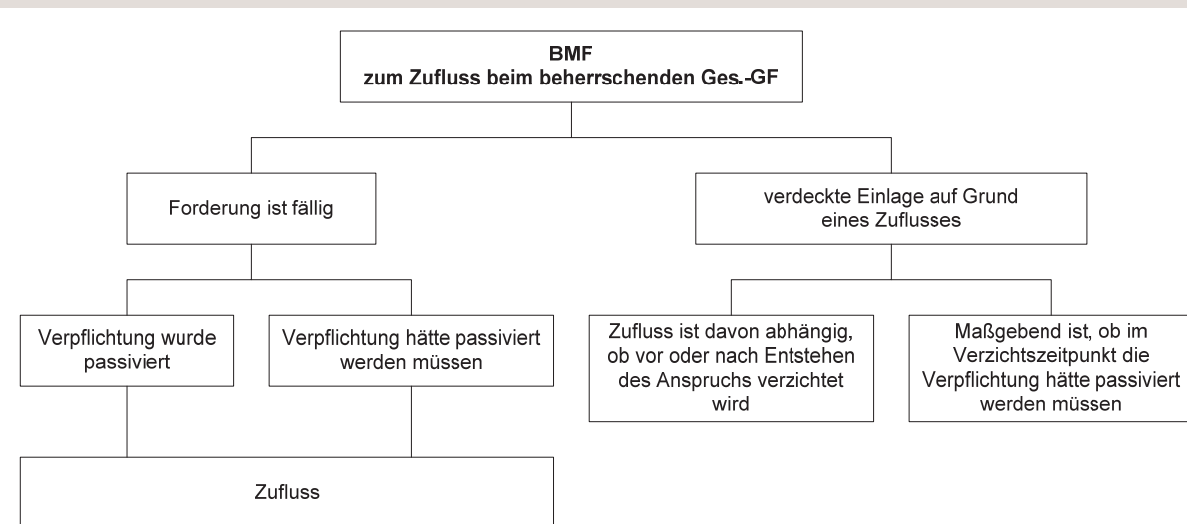 BMF
zum Zufluss beim beherrschenden Ges.-GF
Forderung ist fällig
verdeckte Einlage auf Grund
eines Zuflusses
Verpflichtung wurde
passiviert
Verpflichtung hätte passiviert
werden müssen
Zufluss ist davon abhängig,
ob vor oder nach Entstehen
des Anspruchs verzichtet
wird
Maßgebend ist, ob im
Verzichtszeitpunkt die
Verpflichtung hätte passiviert
werden müssen
Zufluss